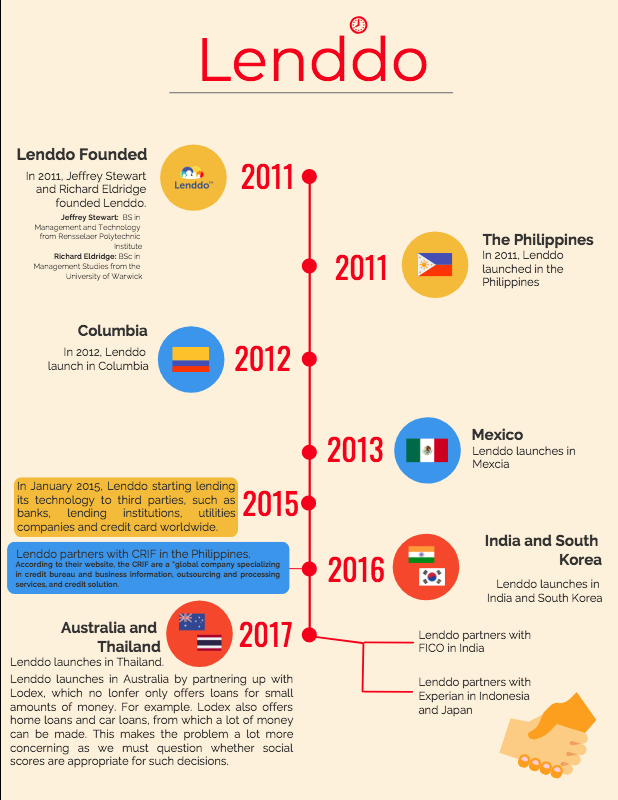 Lenddo
Lenddo Founded
In 2011, Jeffrey Stewart
and Richard Eldridge
founded Lenddo.
Jeffrey Stewart: BS in
Management and Technology
from Rensselaer Polytechnic
Institute
Richard Eldridge: BSc in
Management Studies from the
University of Warwick
Lenddo™
2011
2011
The Philippines
In 2011, Lenddo
launched in the
Philippines
Columbia
In 2012, Lenddo
launch in Columbia
2012
2013
Mexico
Lenddo launches in
Mexcia
In January 2015, Lenddo starting lending
its technology to third parties, such as
banks, lending institutions, utilities
companies and credit card worldwide.
2015
Lenddo partners with CRIF in the Philippines.
According to their website, the CRIF are a "global company specializing
in credit bureau and business information, outsourcing and processing
services, and credit solution.
2016
India and South
Korea
Lenddo launches in
India and South Korea
Australia and
Thailand
2017
Lenddo launches in Thailand.
Lenddo launches in Australia by partnering up with
Lodex, which no lonfer only offers loans for small
amounts of money. For example. Lodex also offers
home loans and car loans, from which a lot of money
can be made. This makes the problem a lot more
concerning as we must question whether social
scores are appropriate for such decisions.
Lenddo partners with
FICO in India
Lenddo partners with
Experian in Indonesia
and Japan